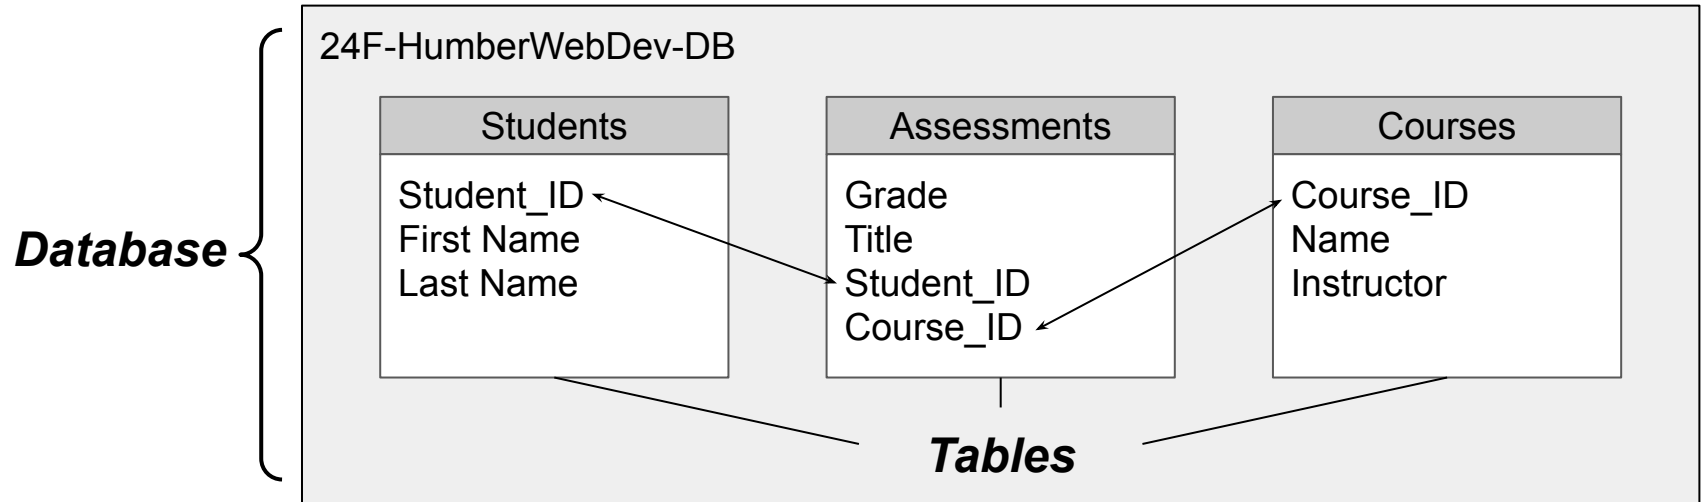 24F-HumberWebDev-DB
Database
Students
Student_ID
First Name
Last Name
Assessments
Grade
Title
Student_ID
Course_ID
Courses
Course_ID
Name
Instructor
Tables